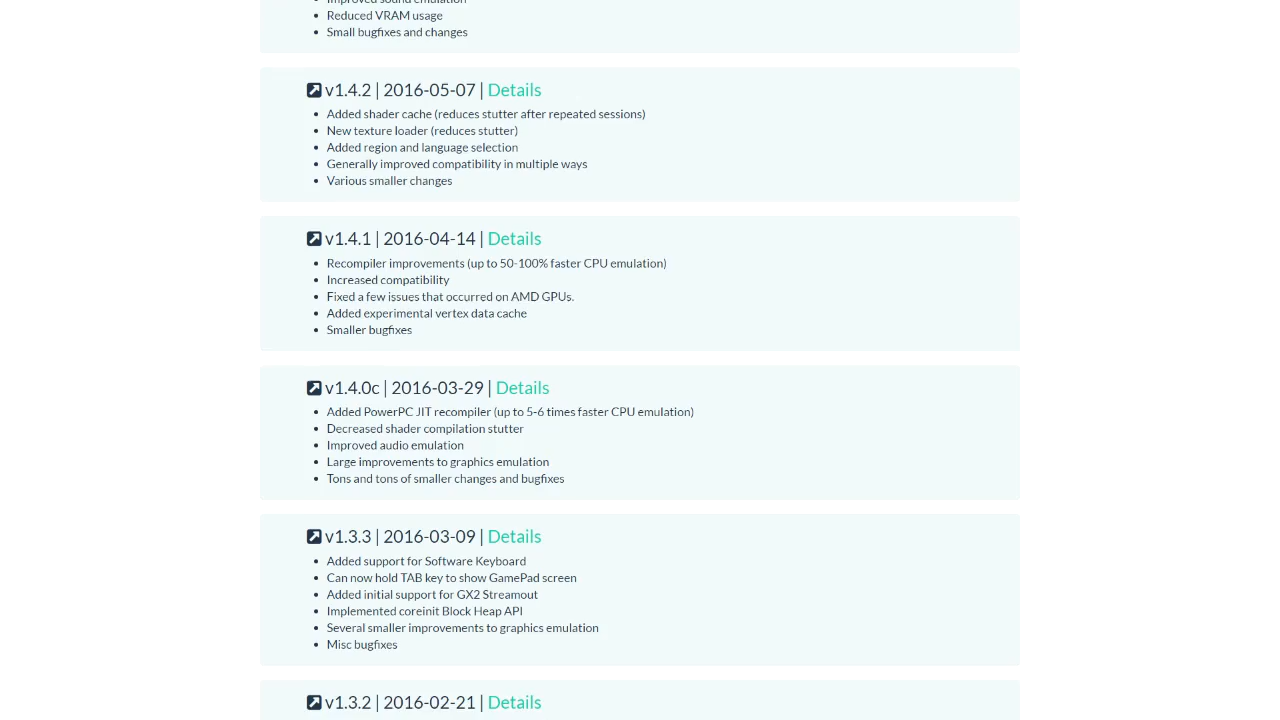 Improved sound emulation
Reduced VRAM usage
Small bugfixes and changes
v1.4.2 | 2016-05-07 | Details
Added shader cache (reduces stutter after repeated sessions)
New texture loader (reduces stutter)
Added region and language selection
Generally improved compatibility in multiple ways
Various smaller changes
v1.4.1 | 2016-04-14 | Details
Recompiler improvements (up to 50-100% faster CPU emulation)
Increased compatibility
Fixed a few issues that occurred on AMD GPUs.
Added experimental vertex data cache
Smaller bugfixes
v1.4.0c | 2016-03-29 | Details
Added PowerPC JIT recompiler (up to 5-6 times faster CPU emulation)
Decreased shader compilation stutter
Improved audio emulation
Large improvements to graphics emulation
Tons and tons of smaller changes and bugfixes
v1.3.3 | 2016-03-09 | Details
Added support for Software Keyboard
Can now hold TAB key to show GamePad screen
Added initial support for GX2 Streamout
Implemented coreinit Block Heap API
Several smaller improvements to graphics emulation
Misc bugfixes
v1.3.2 | 2016-02-21 | Details